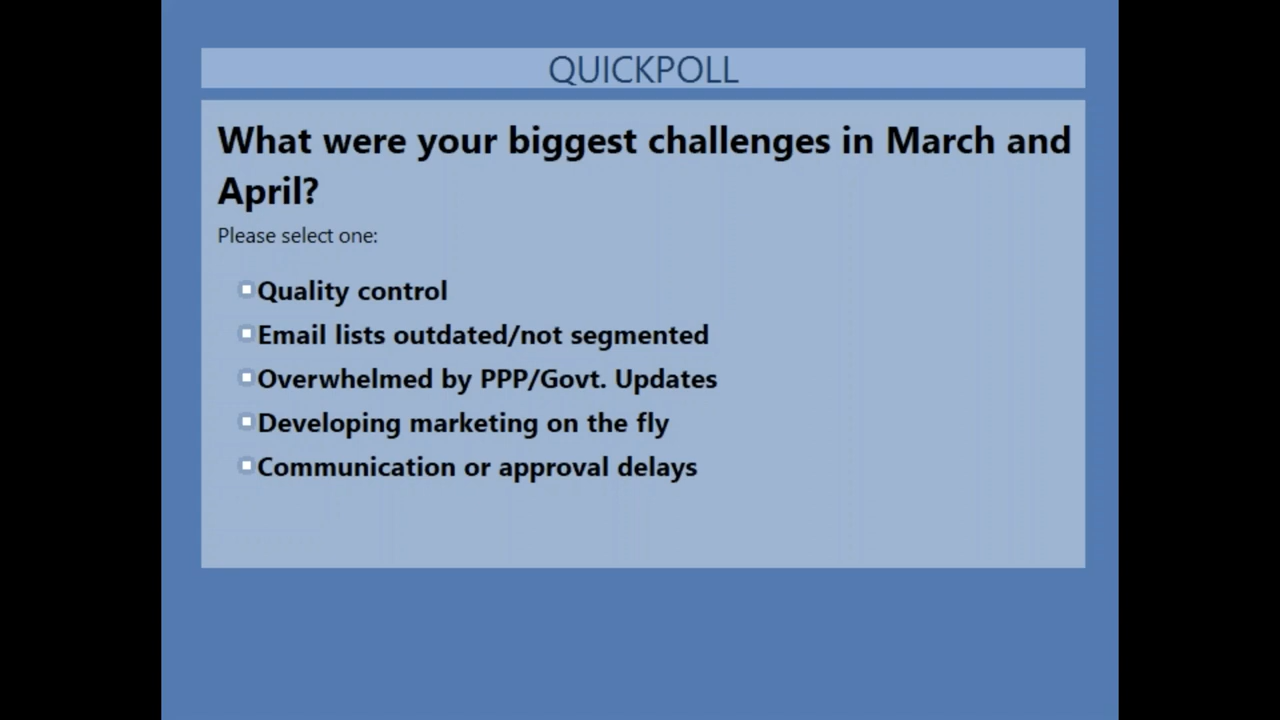 QUICKPOLL
What were your biggest challenges in March and
April?
Please select one:
Quality control
Email lists outdated/not segmented
Overwhelmed by PPP/Govt. Updates
Developing marketing on the fly
Communication or approval delays